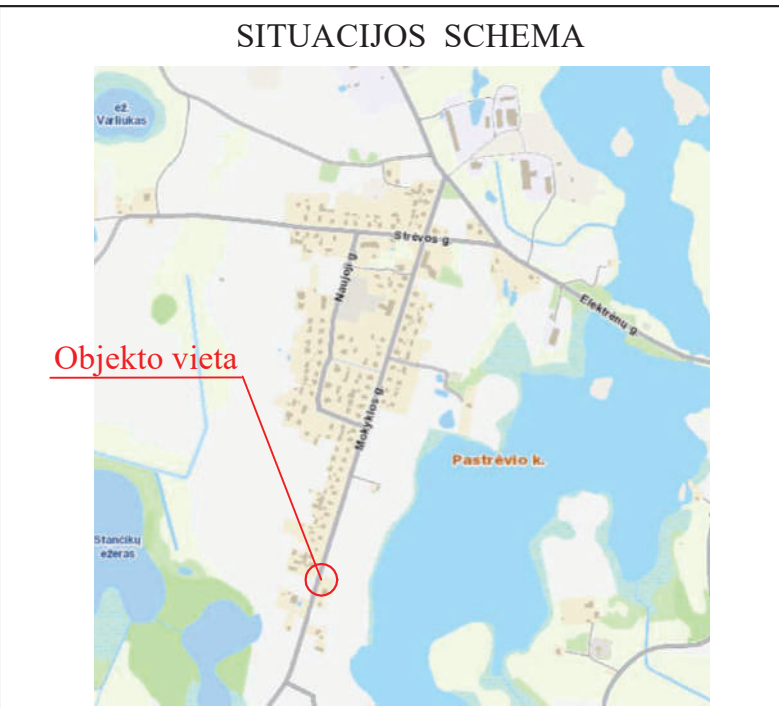 SITUACIJOS SCHEMA
ež.
Varliukas
Strėvos g.
Naujoji g.
Elektrėnų g.
Objekto vieta
Mokyklos g.
Pastrėvio k.
Stančikų
ežeras